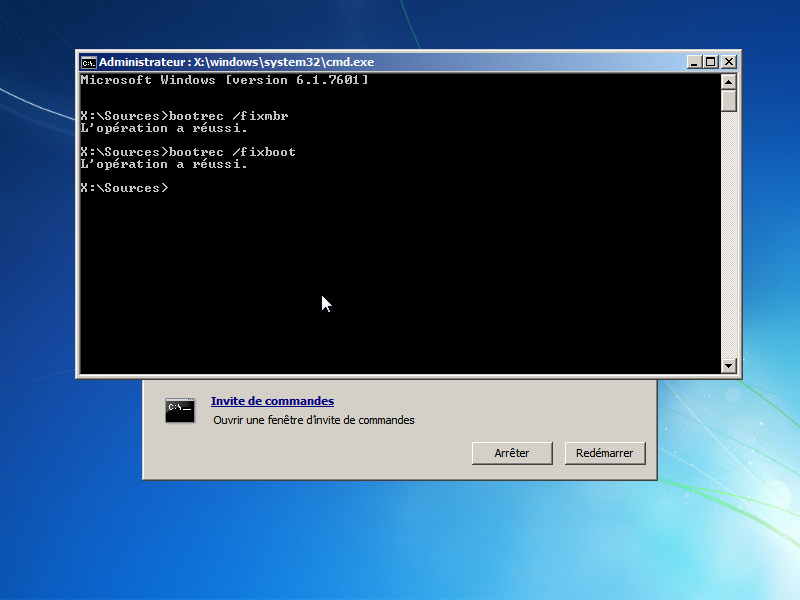 Administrateur : X:\windows\system32\cmd.exe
Microsoft Windows [version 6.1.7601]
X:\Sources>bootrec /fixmbr
L'opération a réussi.
X:\Sources>bootrec /fixboot
L'opération a réussi.
X:\Sources>
Invite de commandes
Ouvrir une fenêtre d'invite de commandes
Arrêter
Redémarrer